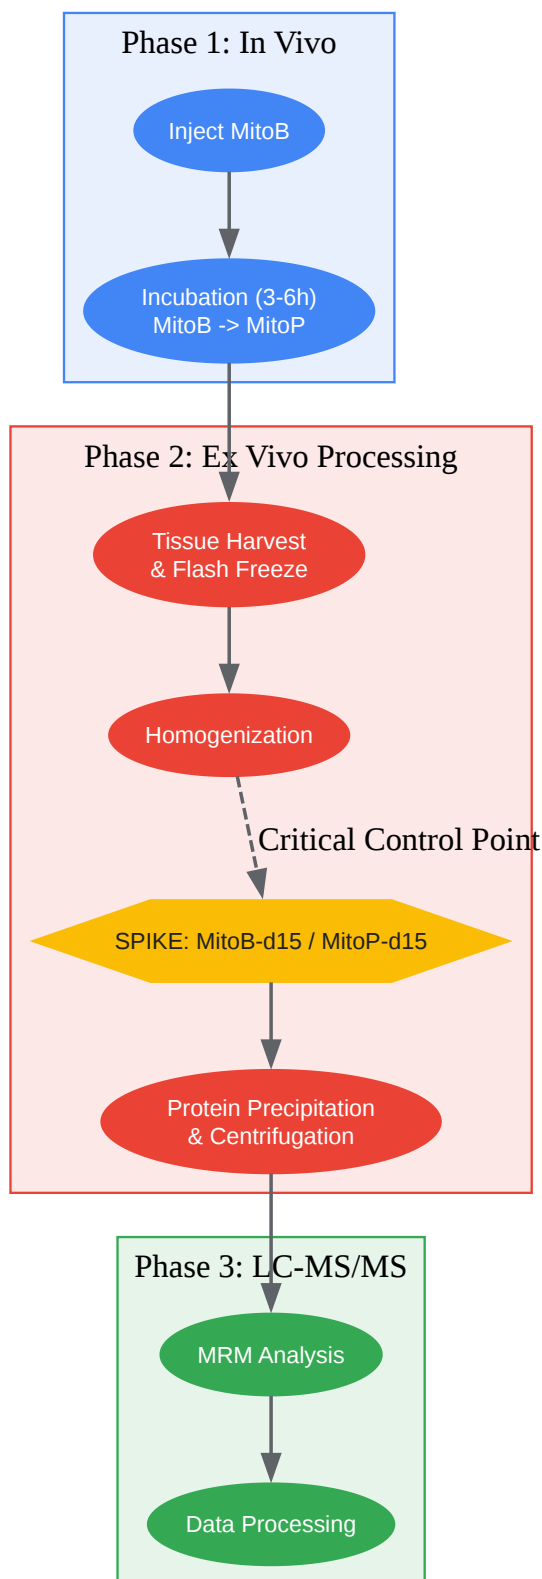 Phase 1: In Vivo
Inject MitoB
Incubation (3-6h)
MitoB -> MitoP
Phase 2: Ex Vivo Processing
Tissue Harvest
& Flash Freeze
Homogenization
Critical Control Point
SPIKE: MitoB-d15 / MitoP-d15
Protein Precipitation
& Centrifugation
Phase 3: LC-MS/MS
MRM Analysis
Data Processing